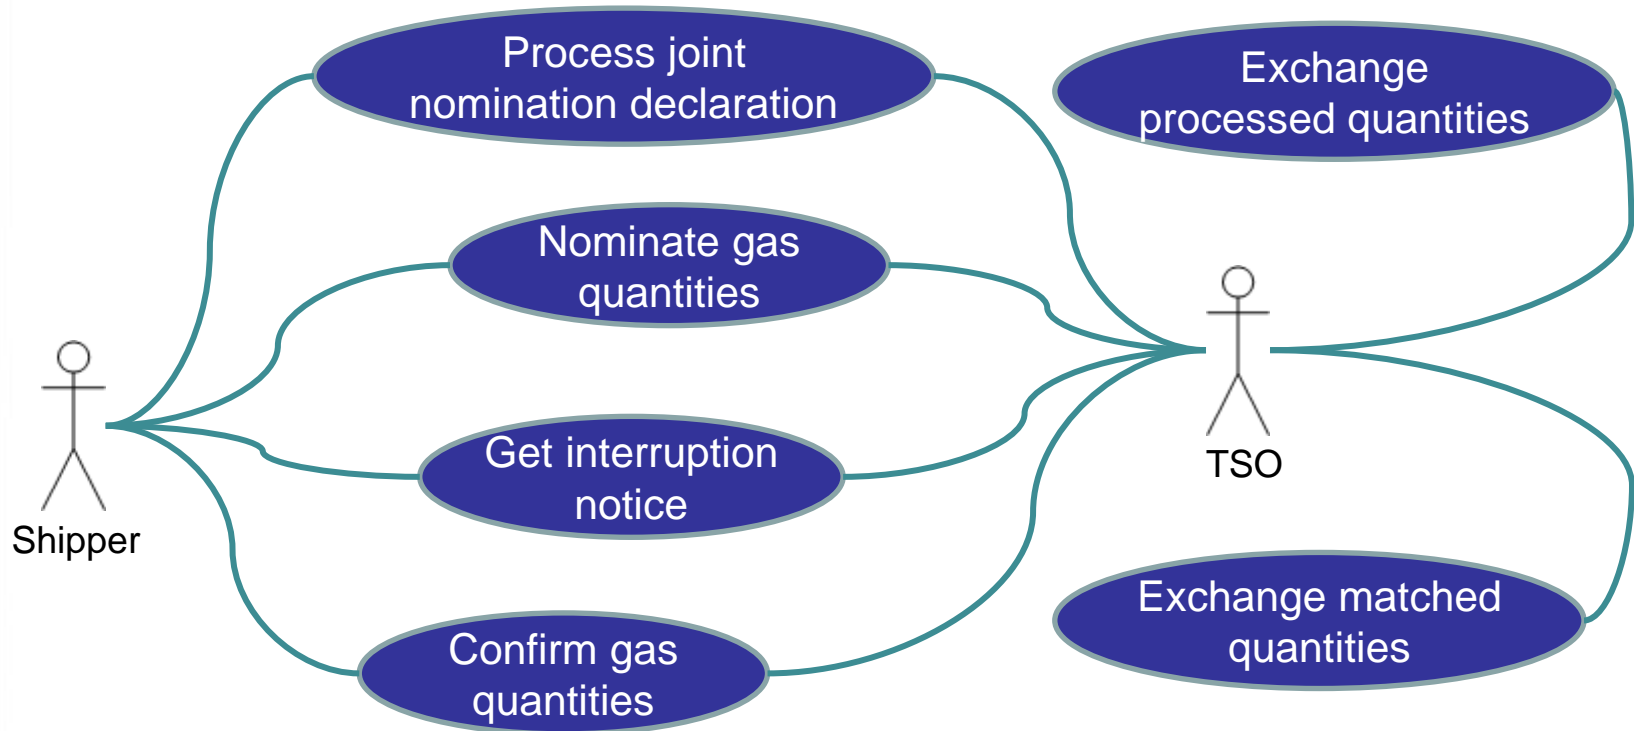 Process joint
nomination declaration
Exchange
processed quantities
Nominate gas
quantities
Get interruption
notice
TSO
Shipper
Exchange matched
quantities
Confirm gas
quantities